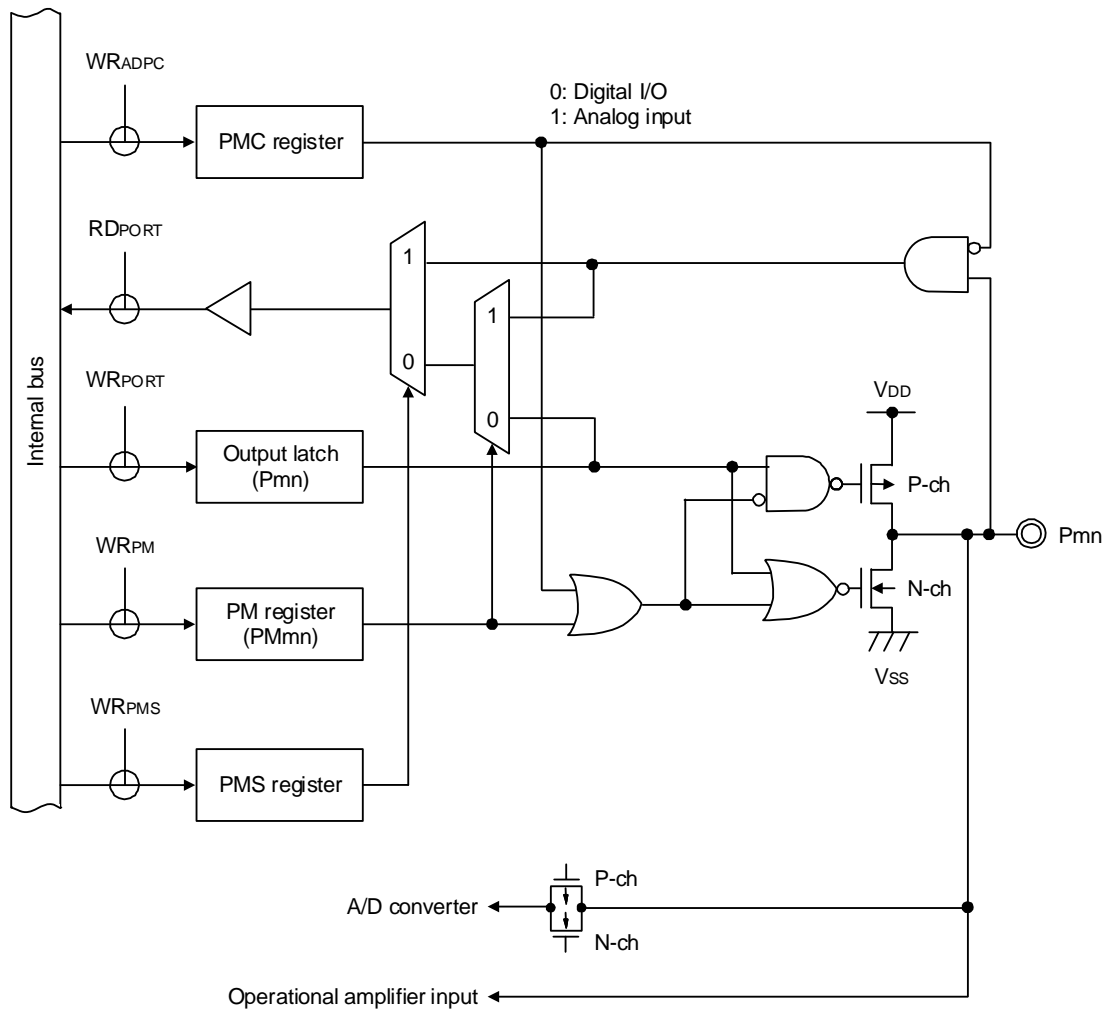 WRADPC
0: Digital I/O
1: Analog input
PMC register
RDPORT
1
1
0
0
Internal bus
WRPORT
VDD
Output latch
(Pmn)
P-ch
Pmn
WRPM
N-ch
PM register
(PMmn)
VSS
WRPMS
PMS register
P-ch
A/D converter
N-ch
Operational amplifier input